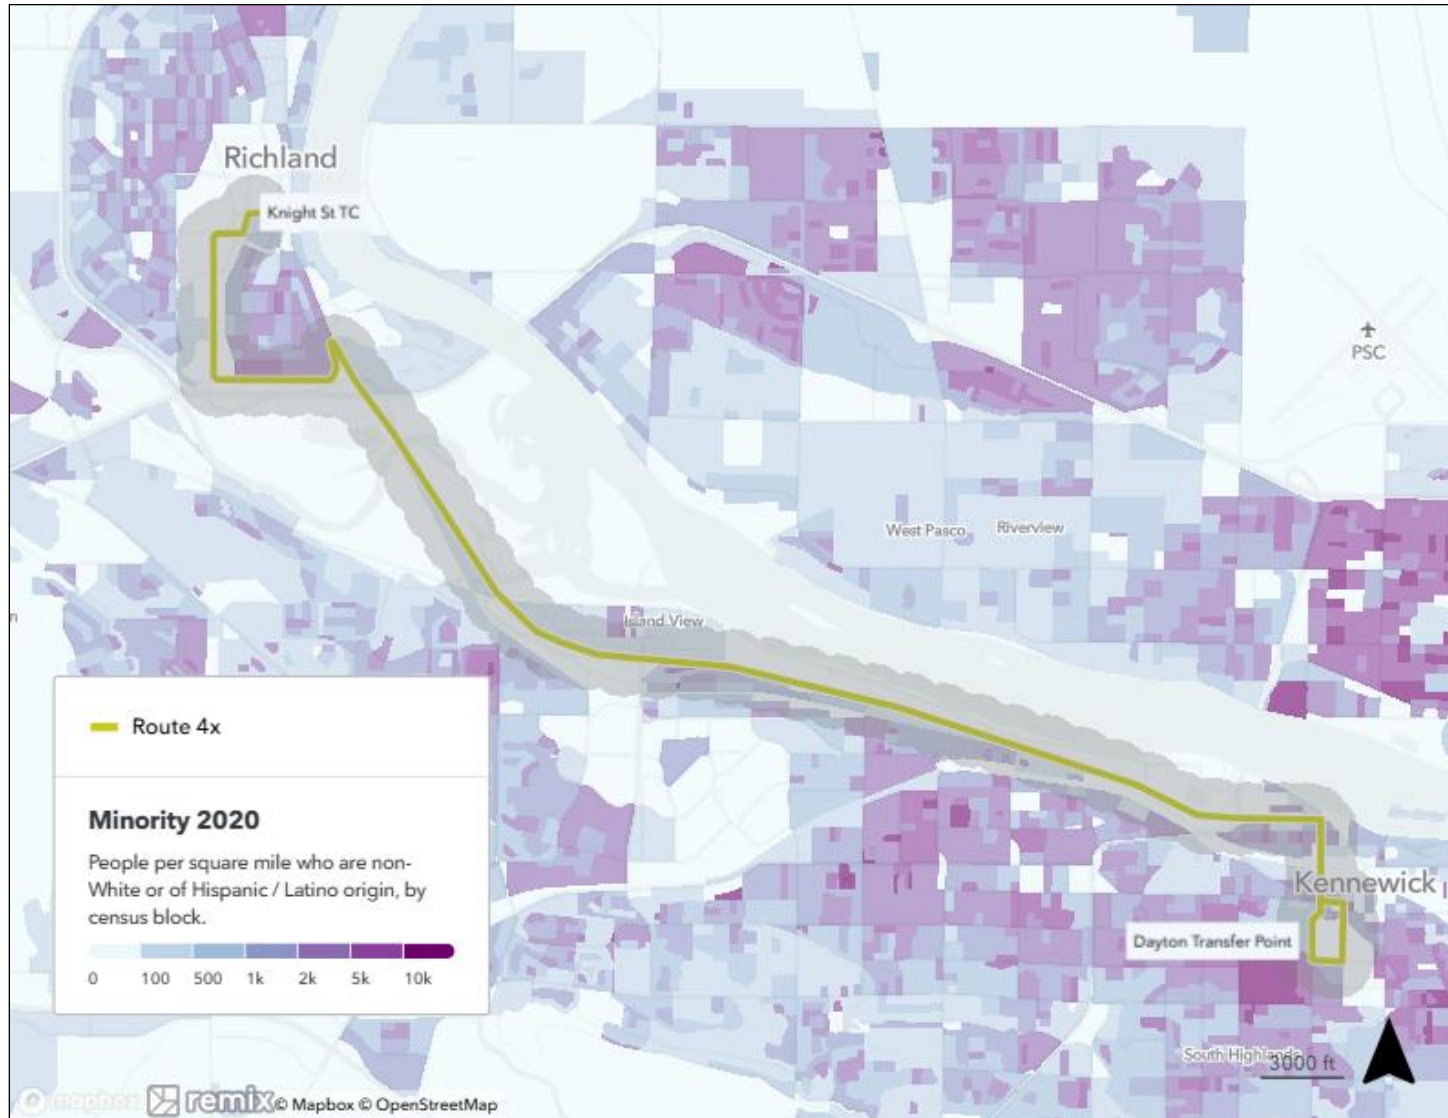 Richland
Knight St TC
PSC
West Pasco
Riverview
n
Island View
Route 4x
Minority 2020
People per square mile who are non-
White or of Hispanic / Latino origin, by
census block.
0 100 500 1k 2k 5k 10k
Kennewick
Dayton Transfer Point
South Highlands
3000 ft
mapbox remix © Mapbox © OpenStreetMap